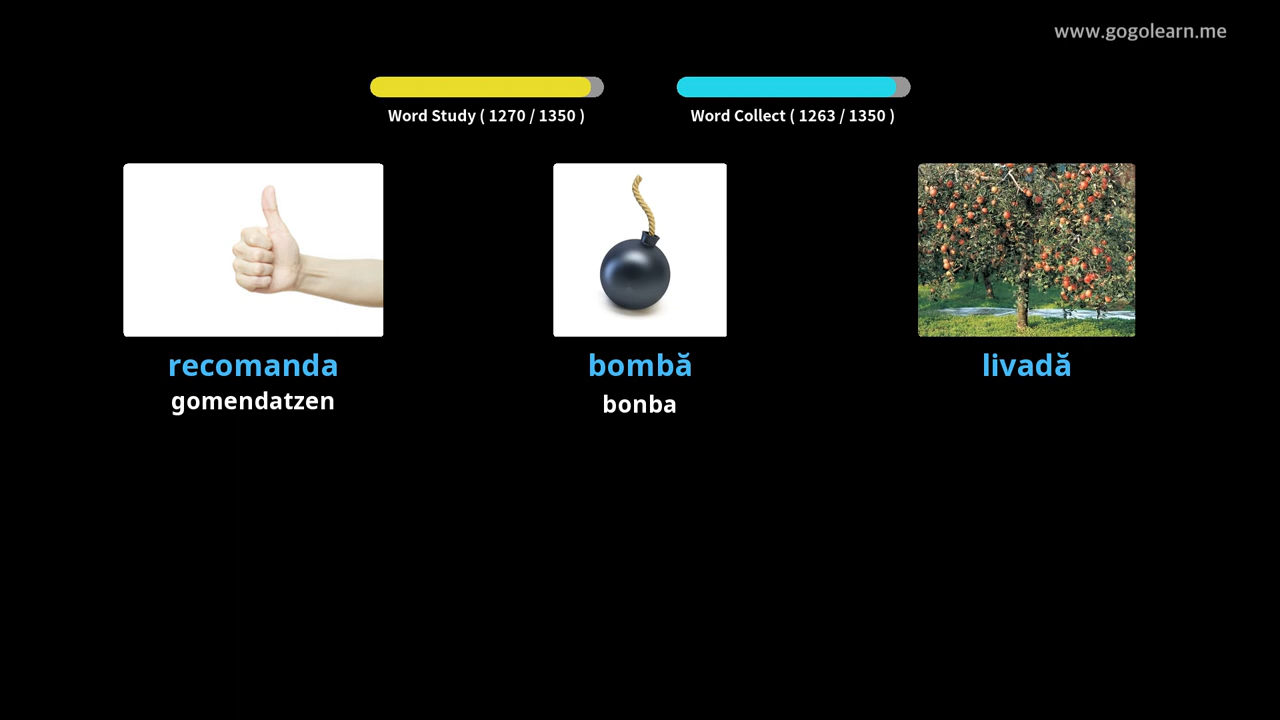 www.gogolearn.me
Word Study ( 1270 / 1350 )
Word Collect ( 1263 / 1350 )
recomanda
gomendatzen
bombă
bonba
livadă